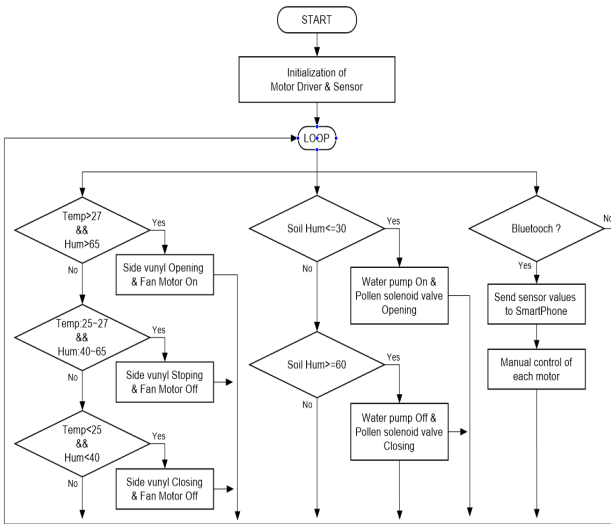 START
Initialization of
Motor Driver & Sensor
LOOP
Temp>27
&&
Hum>65
Yes
No
Side vunyl Opening
& Fan Motor On
Temp:25~27
&&
Hum:40~65
Yes
No
Side vunyl Stoping
& Fan Motor Off
Temp<25
&&
Hum<40
Yes
No
Side vunyl Closing
& Fan Motor Off
Soil Hum<=30
Yes
No
Water pump On &
Pollen solenoid valve
Opening
Soil Hum>=60
Yes
No
Water pump Off &
Pollen solenoid valve
Closing
Bluetooch ?
No
Yes
Send sensor values
to SmartPhone
Manual control of
each motor